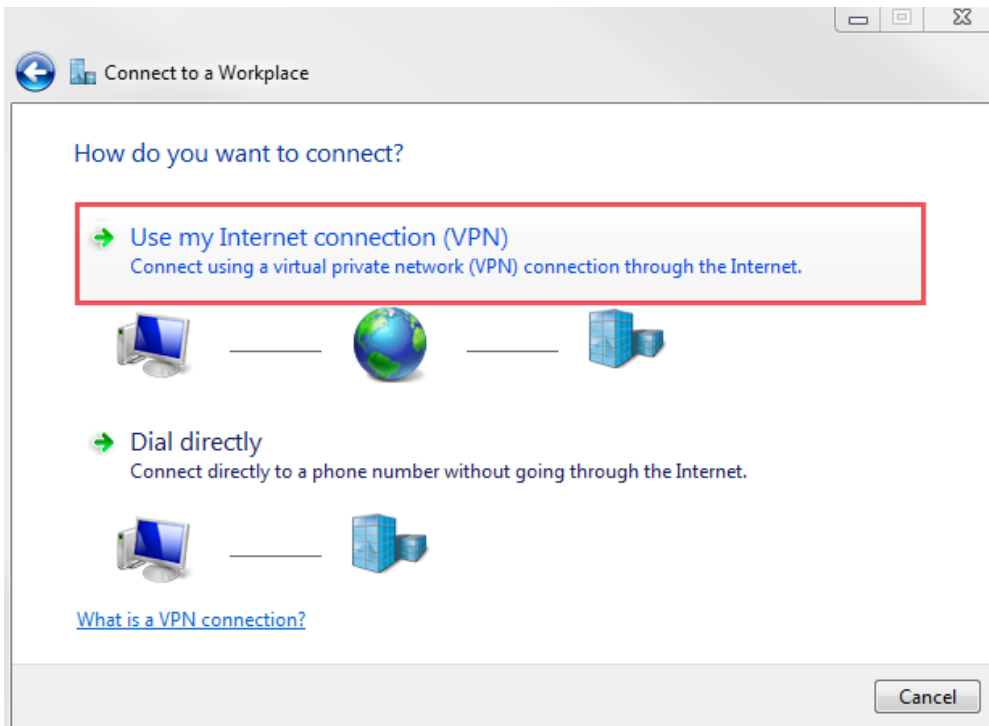 Connect to a Workplace
How do you want to connect?
Use my Internet connection (VPN)
Connect using a virtual private network (VPN) connection through the Internet.
Dial directly
Connect directly to a phone number without going through the Internet.
What is a VPN connection?
Cancel